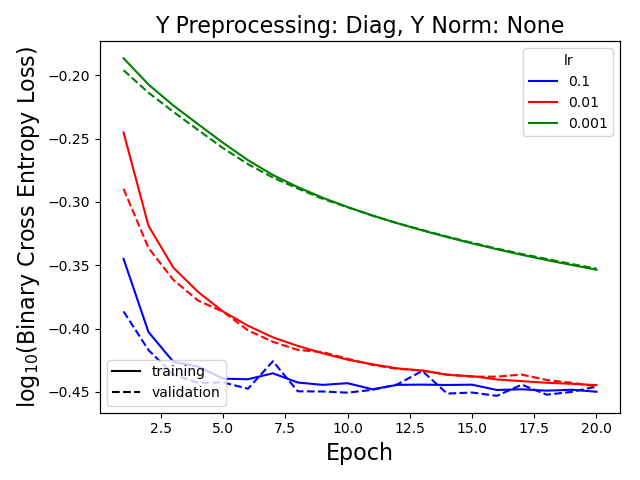 Y Preprocessing: Diag, Y Norm: None
log₁₀(Binary Cross Entropy Loss)
−0.20
−0.25
−0.30
−0.35
−0.40
−0.45
lr
0.1
0.01
0.001
training
validation
2.5 5.0 7.5 10.0 12.5 15.0 17.5 20.0
Epoch